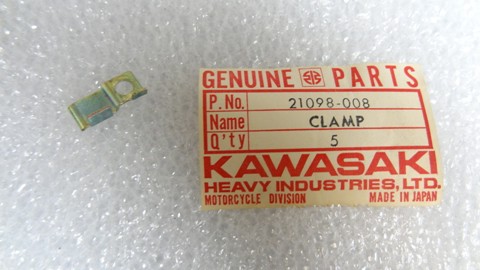 GENUINE PARTS
P. No. 21098-008
Name CLAMP
Q'ty 5
KAWASAKI
HEAVY INDUSTRIES, LTD.
MOTORCYCLE DIVISION MADE IN JAPAN